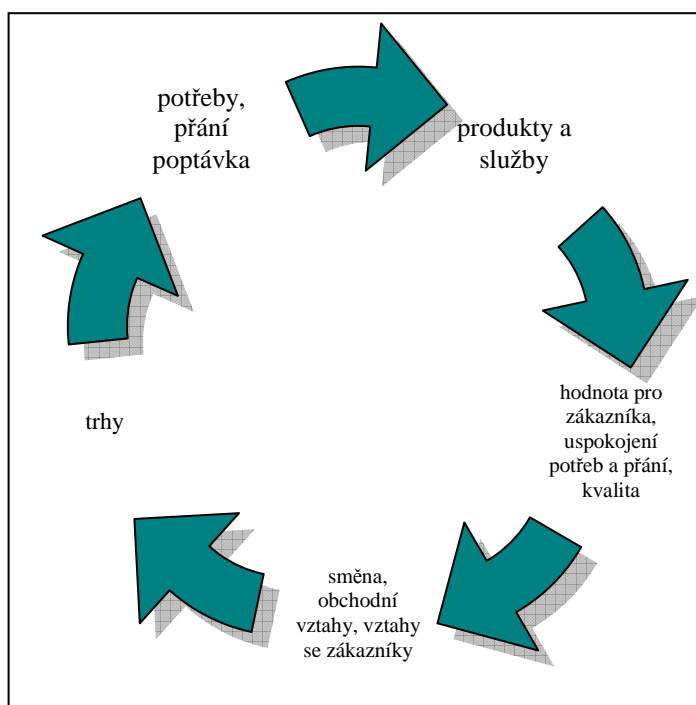 potřeby,
přání
poptávka
produkty a
služby
hodnota pro
zákazníka,
uspokojení
potřeb a přání,
kvalita
směna,
obchodní
vztahy, vztahy
se zákazníky
trhy